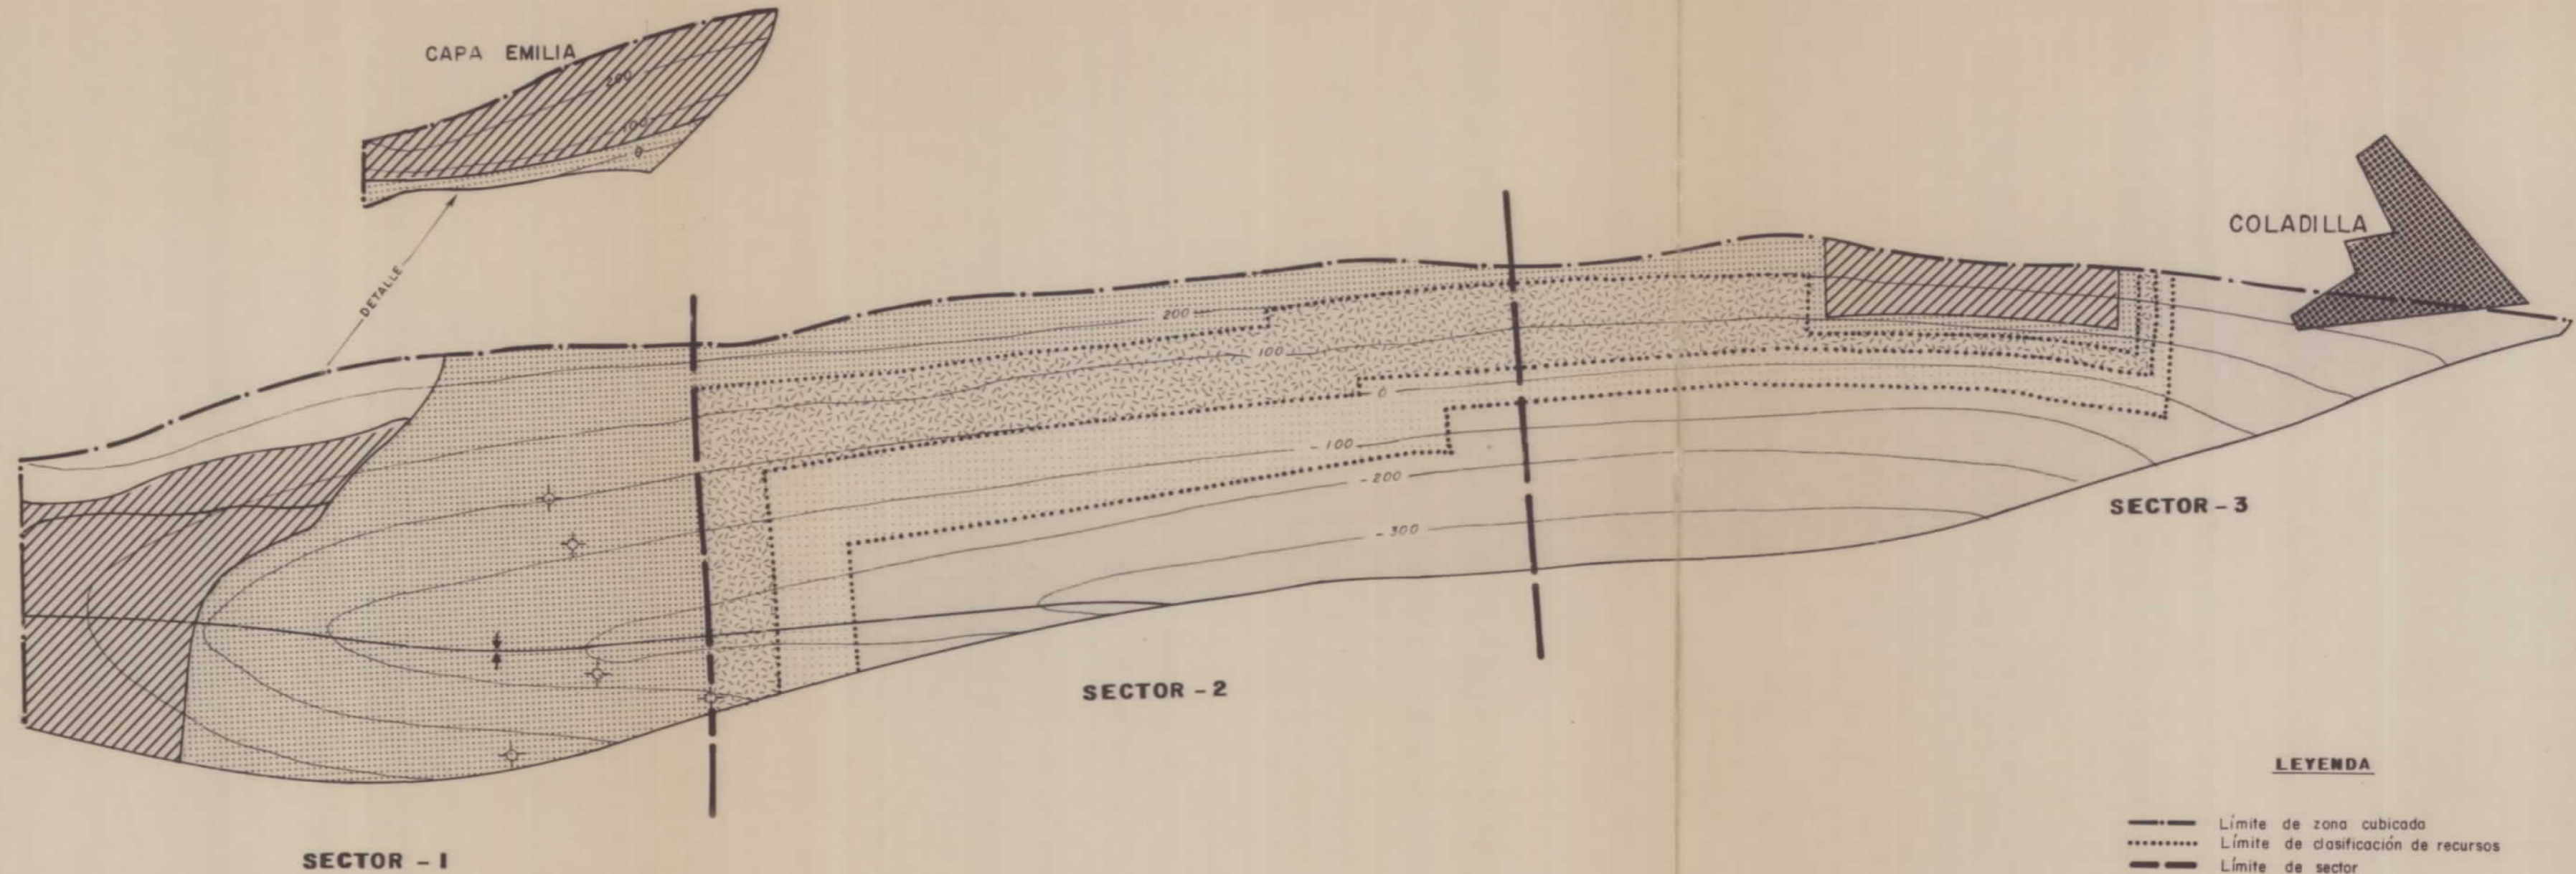 CAPA EMILIA
200
100
0
DETALLE
COLADILLA
200
100
0
-100
-200
-300
SECTOR-3
SECTOR-2
SECTOR-1
LEYENDA
Límite de zona cubicada
Límite de clasificación de recursos
Límite de sector